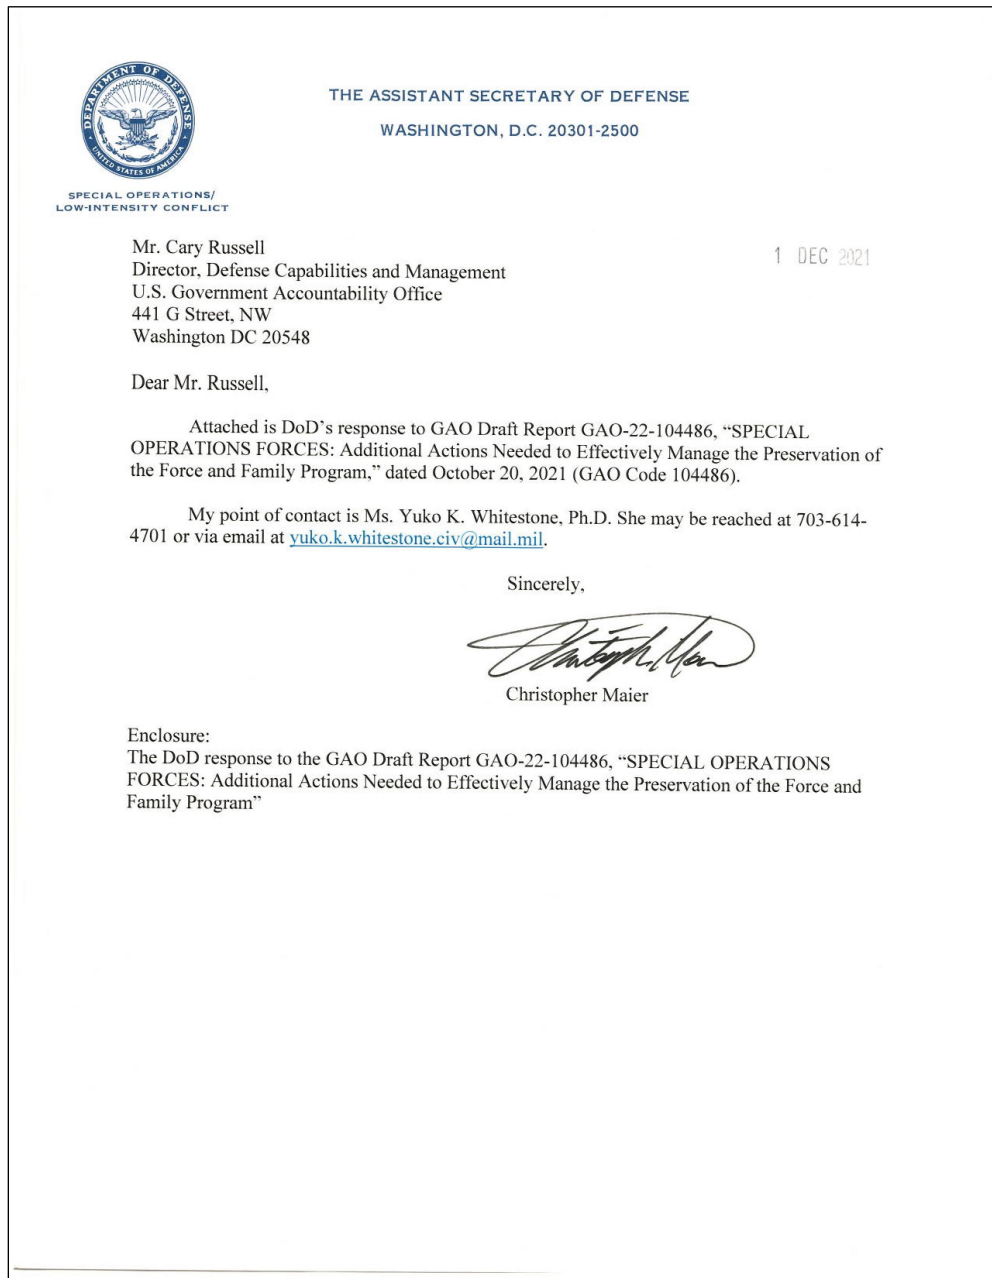 DEPARTMENT OF DEFENSE
UNITED STATES OF AMERICA
THE ASSISTANT SECRETARY OF DEFENSE
WASHINGTON, D.C. 20301-2500
SPECIAL OPERATIONS/
LOW-INTENSITY CONFLICT
1 DEC 2021
Mr. Cary Russell
Director, Defense Capabilities and Management
U.S. Government Accountability Office
441 G Street, NW
Washington DC 20548
Dear Mr. Russell,
Attached is DoD's response to GAO Draft Report GAO-22-104486, “SPECIAL
OPERATIONS FORCES: Additional Actions Needed to Effectively Manage the Preservation of
the Force and Family Program,” dated October 20, 2021 (GAO Code 104486).
My point of contact is Ms. Yuko K. Whitestone, Ph.D. She may be reached at 703-614-
4701 or via email at yuko.k.whitestone.civ@mail.mil.
Sincerely,
Christopher Maier
Enclosure:
The DoD response to the GAO Draft Report GAO-22-104486, “SPECIAL OPERATIONS
FORCES: Additional Actions Needed to Effectively Manage the Preservation of the Force and
Family Program”